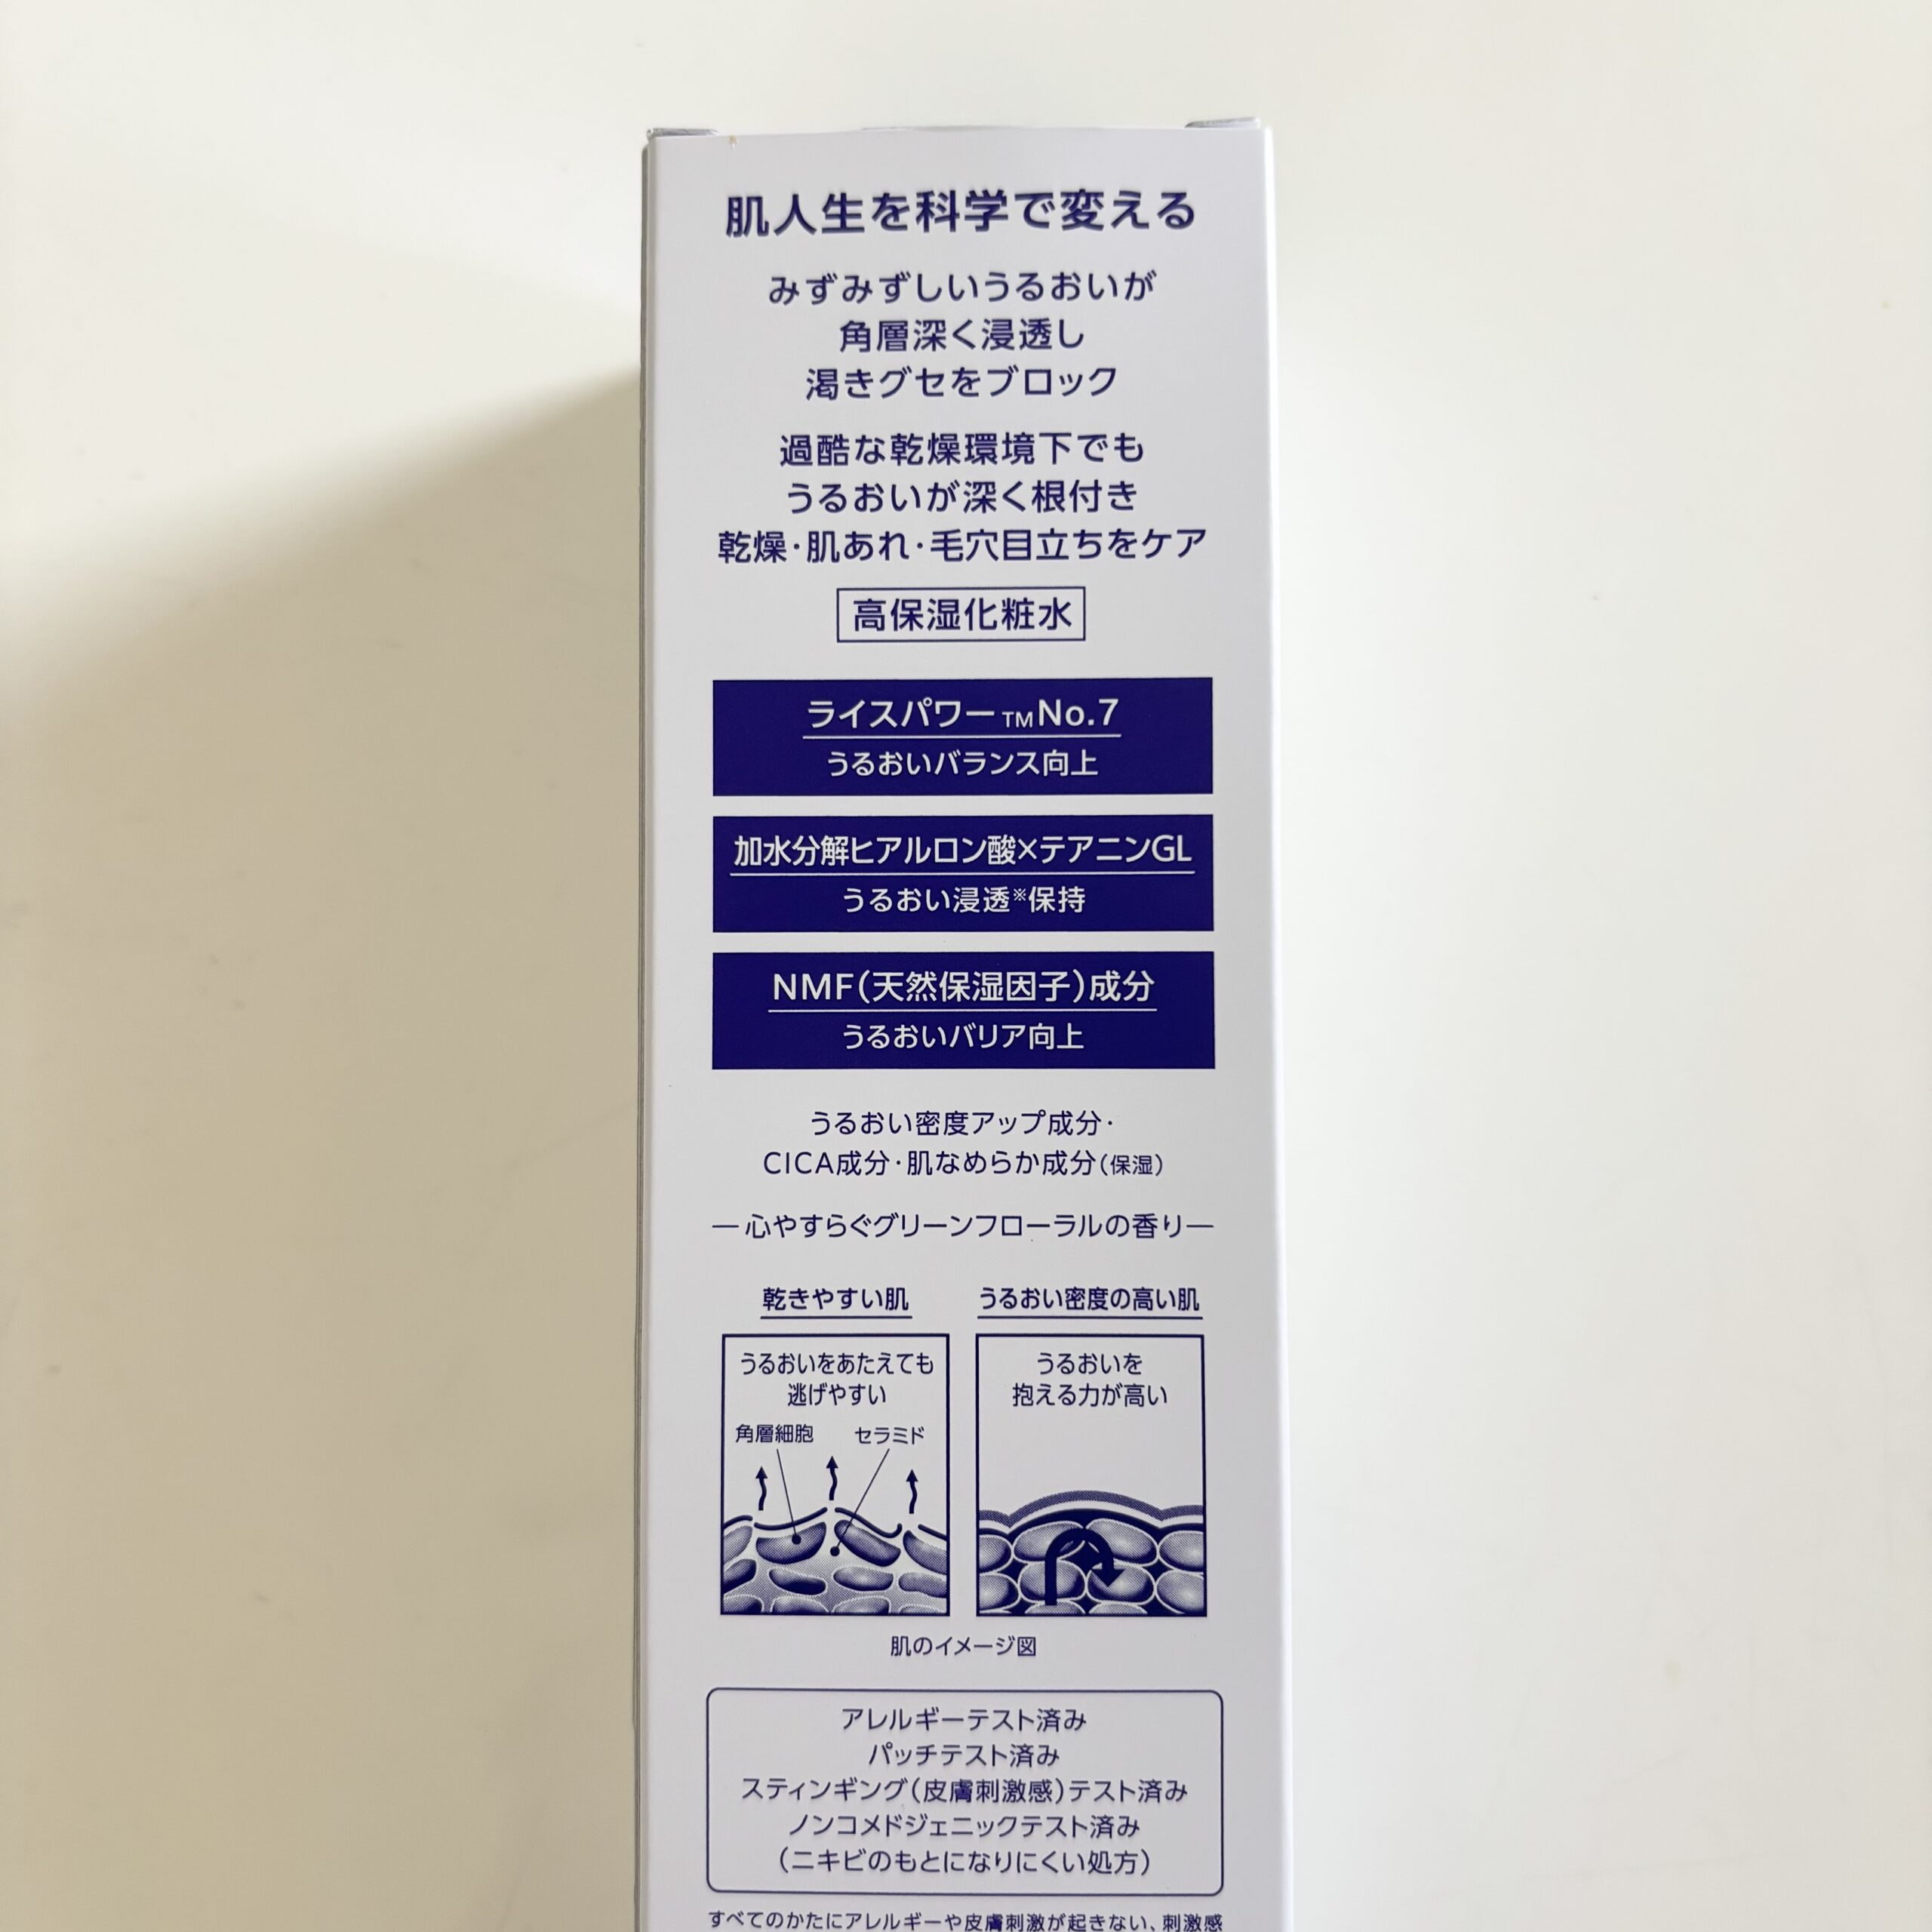 肌人生を科学で変える
みずみずしいうるおいが
角層深く浸透し
渇きグセをブロック
過酷な乾燥環境下でも
うるおいが深く根付き
乾燥・肌あれ・毛穴目立ちをケア
高保湿化粧水
ライスパワー™No.7
うるおいバランス向上
加水分解ヒアルロン酸×テアニンGL
うるおい浸透※保持
NMF(天然保湿因子)成分
うるおいバリア向上
うるおい密度アップ成分・
CICA成分・肌なめらか成分(保湿)
―心やすらぐグリーンフローラルの香り―
乾きやすい肌 うるおい密度の高い肌
うるおいをあたえても
逃げやすい
角層細胞 セラミド
うるおいを
抱える力が高い
肌のイメージ図
アレルギーテスト済み
パッチテスト済み
スティンギング(皮膚刺激感)テスト済み
ノンコメドジェニックテスト済み
(ニキビのもとになりにくい処方)
すべてのかたにアレルギーや皮膚刺激が起きない、刺激感